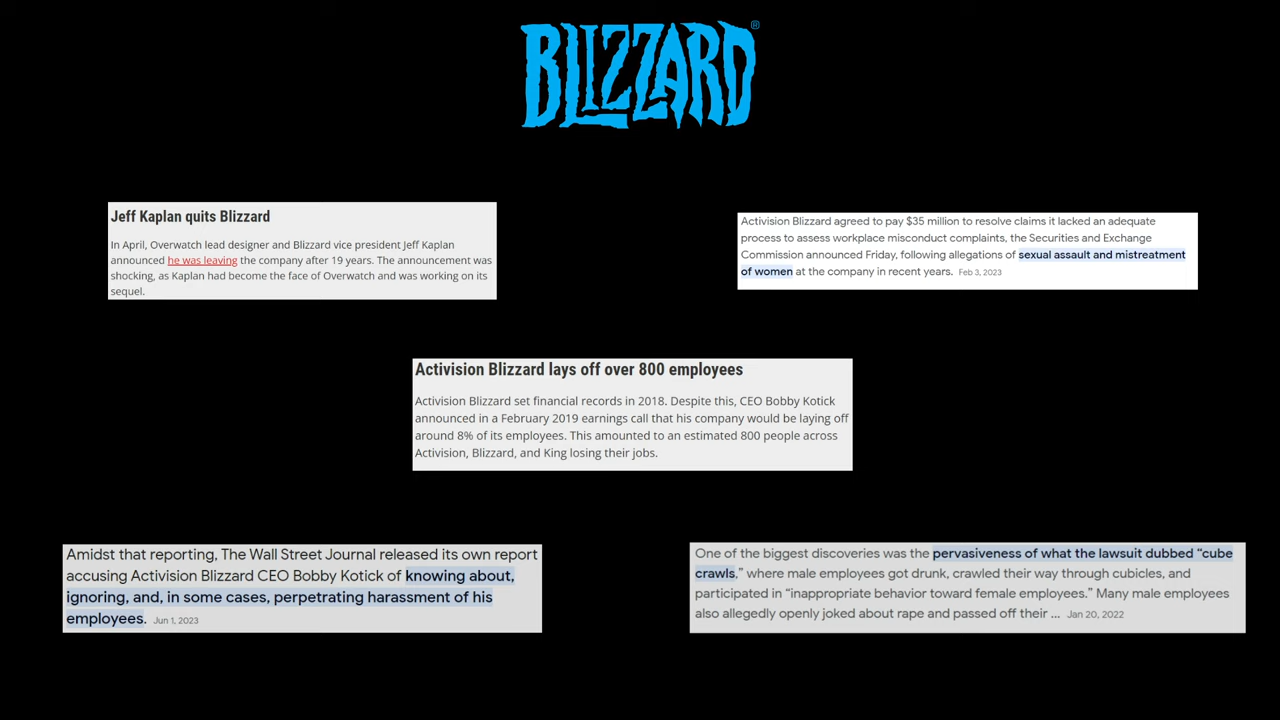 BLIZZARD®
Jeff Kaplan quits Blizzard
In April, Overwatch lead designer and Blizzard vice president Jeff Kaplan
announced he was leaving the company after 19 years. The announcement was
shocking, as Kaplan had become the face of Overwatch and was working on its
sequel.
Activision Blizzard agreed to pay $35 million to resolve claims it lacked an adequate
process to assess workplace misconduct complaints, the Securities and Exchange
Commission announced Friday, following allegations of sexual assault and mistreatment
of women at the company in recent years. Feb 3, 2023
Activision Blizzard lays off over 800 employees
Activision Blizzard set financial records in 2018. Despite this, CEO Bobby Kotick
announced in a February 2019 earnings call that his company would be laying off
around 8% of its employees. This amounted to an estimated 800 people across
Activision, Blizzard, and King losing their jobs.
Amidst that reporting, The Wall Street Journal released its own report
accusing Activision Blizzard CEO Bobby Kotick of knowing about,
ignoring, and, in some cases, perpetrating harassment of his
employees. Jun 1, 2023
One of the biggest discoveries was the pervasiveness of what the lawsuit dubbed “cube
crawls,” where male employees got drunk, crawled their way through cubicles, and
participated in “inappropriate behavior toward female employees.” Many male employees
also allegedly openly joked about rape and passed off their ... Jan 20, 2022